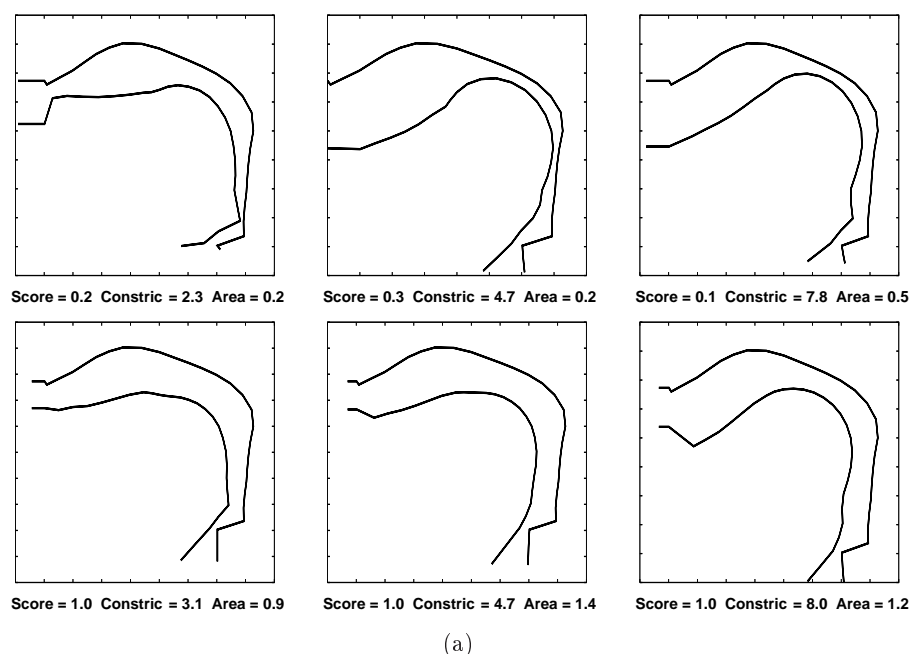 Score = 0.2 Constric = 2.3 Area = 0.2
Score = 0.3 Constric = 4.7 Area = 0.2
Score = 0.1 Constric = 7.8 Area = 0.5
Score = 1.0 Constric = 3.1 Area = 0.9
Score = 1.0 Constric = 4.7 Area = 1.4
Score = 1.0 Constric = 8.0 Area = 1.2
(a)